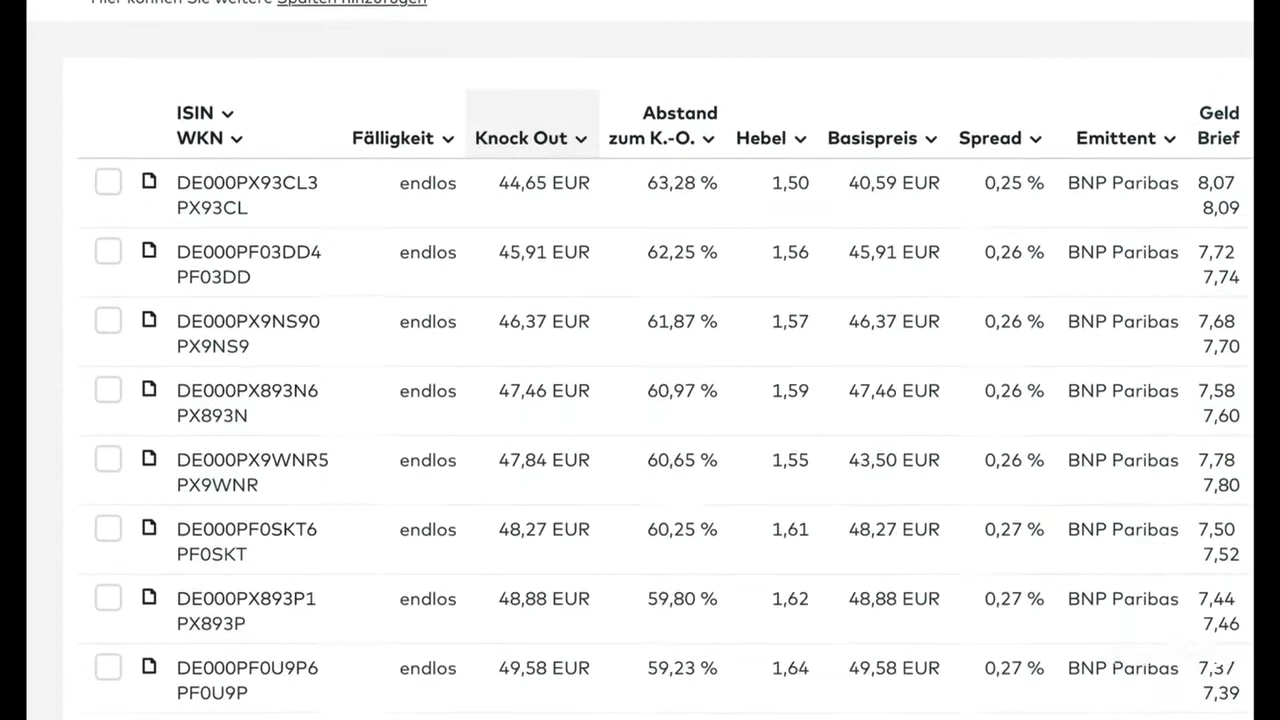 Hier können Sie weitere Spalten hinzufügen
ISIN
WKN
Fälligkeit
Knock Out
Abstand
zum K.-O.
Hebel
Basispreis
Spread
Emittent
Geld
Brief
DE000PX93CL3 endlos 44,65 EUR 63,28 % 1,50 40,59 EUR 0,25 % BNP Paribas 8,07
PX93CL 8,09
DE000PF03DD4 endlos 45,91 EUR 62,25 % 1,56 45,91 EUR 0,26 % BNP Paribas 7,72
PF03DD 7,74
DE000PX9NS90 endlos 46,37 EUR 61,87 % 1,57 46,37 EUR 0,26 % BNP Paribas 7,68
PX9NS9 7,70
DE000PX893N6 endlos 47,46 EUR 60,97 % 1,59 47,46 EUR 0,26 % BNP Paribas 7,58
PX893N 7,60
DE000PX9WNR5 endlos 47,84 EUR 60,65 % 1,55 43,50 EUR 0,26 % BNP Paribas 7,78
PX9WNR 7,80
DE000PF0SKT6 endlos 48,27 EUR 60,25 % 1,61 48,27 EUR 0,27 % BNP Paribas 7,50
PF0SKT 7,52
DE000PX893P1 endlos 48,88 EUR 59,80 % 1,62 48,88 EUR 0,27 % BNP Paribas 7,44
PX893P 7,46
DE000PF0U9P6 endlos 49,58 EUR 59,23 % 1,64 49,58 EUR 0,27 % BNP Paribas 7,37
PF0U9P 7,39